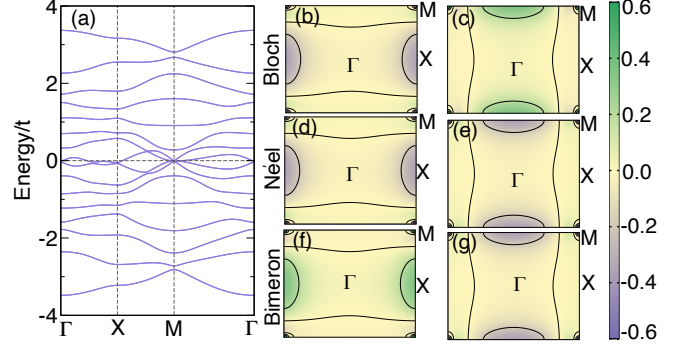 (a)
4
2
0
-2
-4
Energy/t
Γ X M Γ
Bloch
(b)
M
X
Γ
(c)
M
X
Γ
Néel
(d)
M
X
Γ
(e)
M
X
Γ
Bimeron
(f)
M
X
Γ
(g)
M
X
Γ
0.6
0.4
0.2
0.0
-0.2
-0.4
-0.6